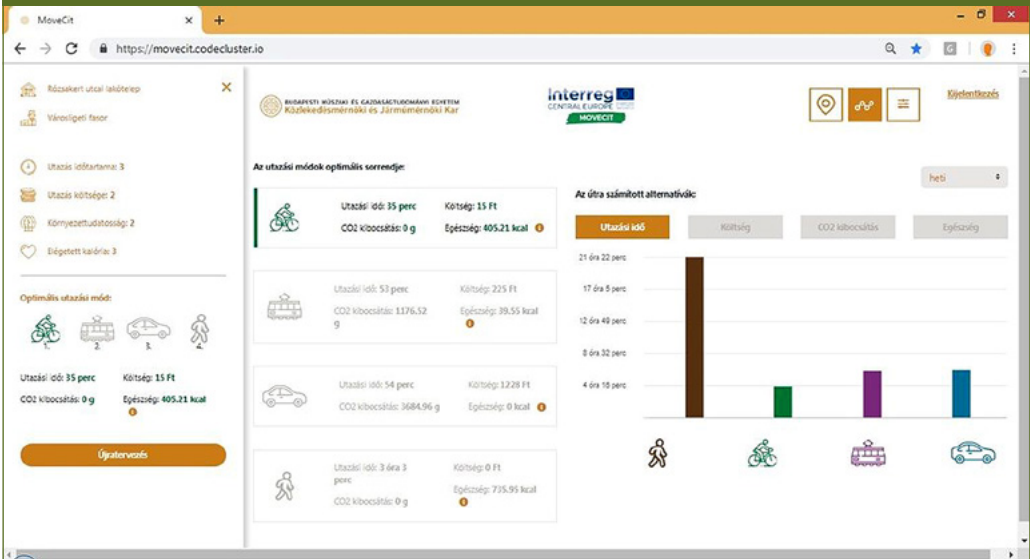 MoveCit
https://movecit.codecluster.io
Rózsakert utcai lakótelep
Városligeti fasor
Utazás időtartama: 3
Utazás költsége: 2
Környezettudatosság: 2
Elégetett kalória: 3
Optimális utazási mód:
1.
2.
3.
4.
Utazási idő: 35 perc Költség: 15 Ft
CO2 kibocsátás: 0 g Egészség: 405.21 kcal
Újratervezés
BUDAPESTI MŰSZAKI ÉS GAZDASÁGTUDOMÁNYI EGYETEM
Közlekedésmérnöki és Járműmérnöki Kar
Interreg
CENTRAL EUROPE
MOVECIT
Kijelentkezés
Az utazási módok optimális sorrendje:
Utazási idő: 35 perc Költség: 15 Ft
CO2 kibocsátás: 0 g Egészség: 405.21 kcal
Utazási idő: 53 perc Költség: 225 Ft
CO2 kibocsátás: 1176.52 Egészség: 39.55 kcal
g
Utazási idő: 54 perc Költség: 1228 Ft
CO2 kibocsátás: 3684.96 g Egészség: 0 kcal
Utazási idő: 3 óra 3 Költség: 0 Ft
perc
Egészség: 735.95 kcal
CO2 kibocsátás: 0 g
heti
Az útra számított alternatívák:
Utazási idő Költség CO2 kibocsátás Egészség
21 óra 22 perc
17 óra 5 perc
12 óra 49 perc
8 óra 32 perc
4 óra 16 perc